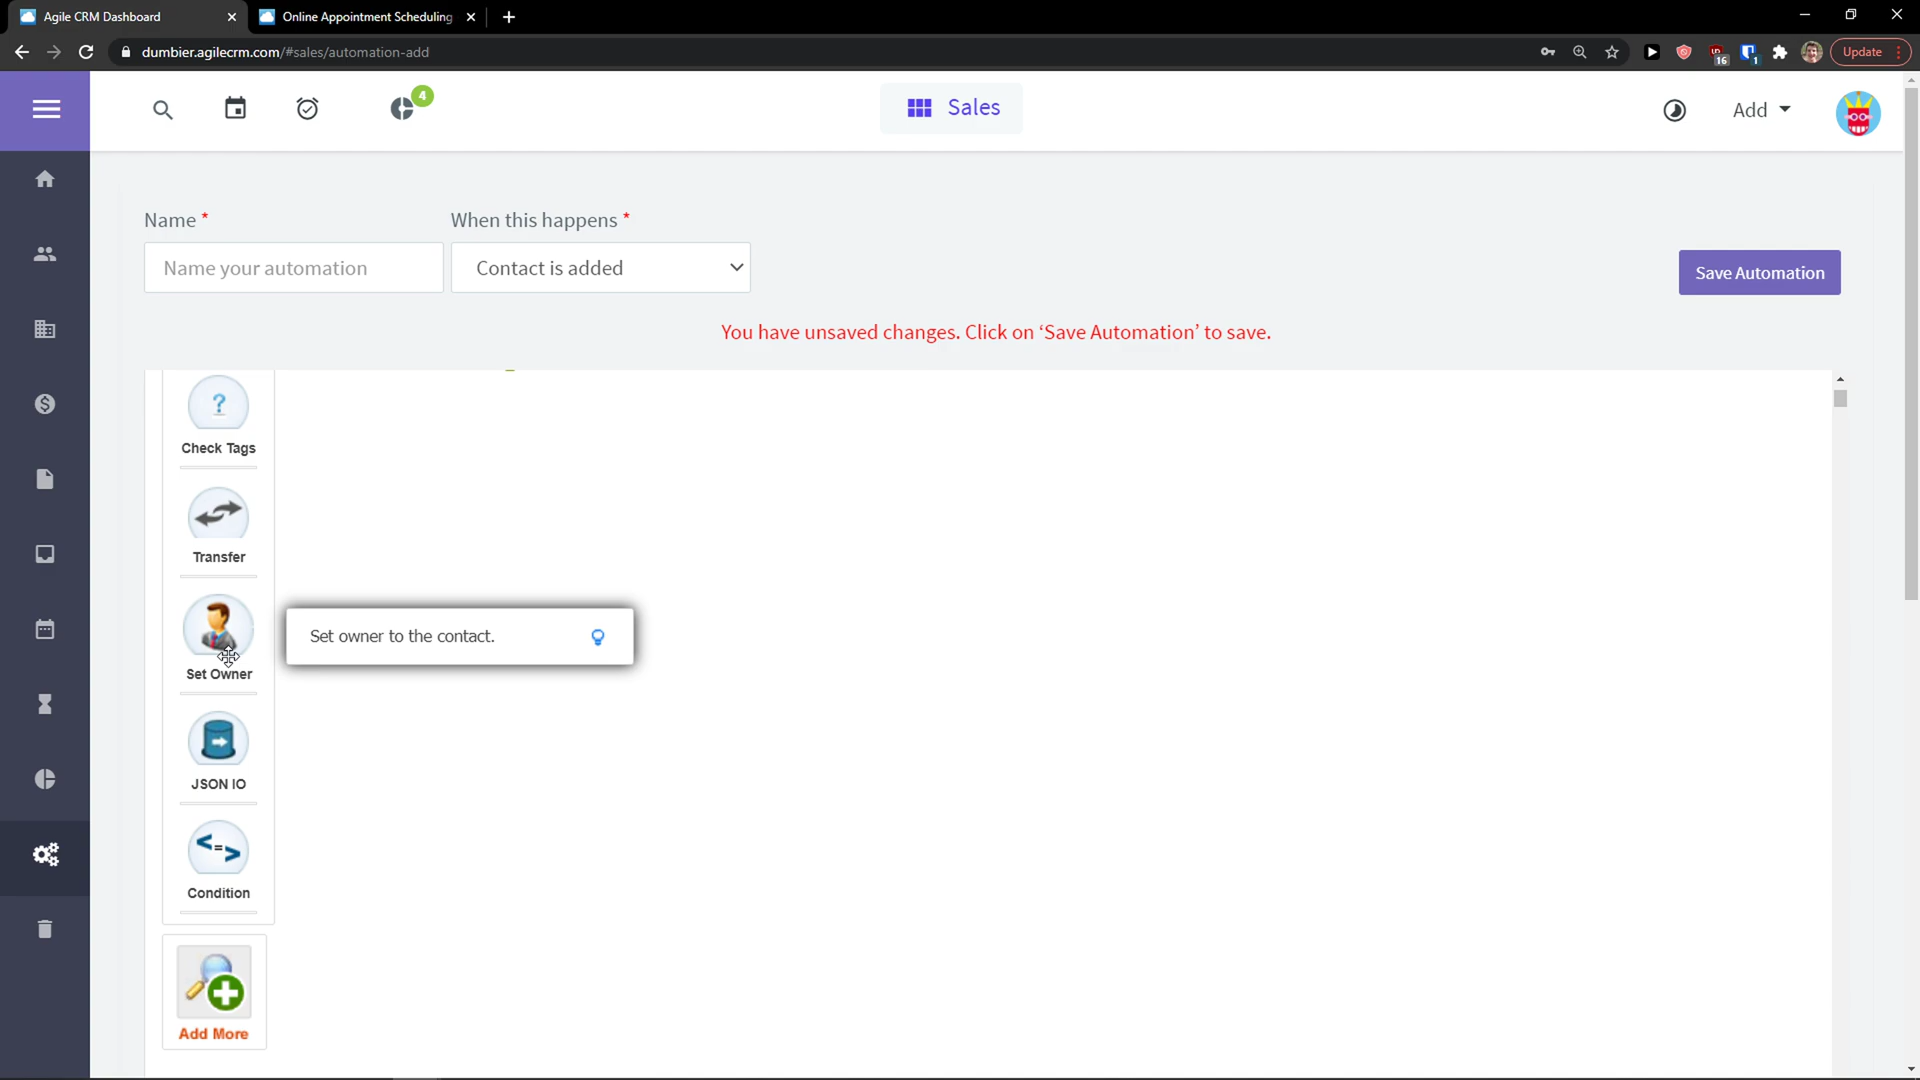 Agile CRM Dashboard
Online Appointment Scheduling
dumbier.agilecrm.com/#sales/automation-add
16
1
Update
4
Sales
Add
Name *
When this happens *
Name your automation
Contact is added
Save Automation
You have unsaved changes. Click on ‘Save Automation’ to save.
?
Check Tags
Transfer
Set owner to the contact.
Set Owner
JSON IO
<=>
Condition
Add More